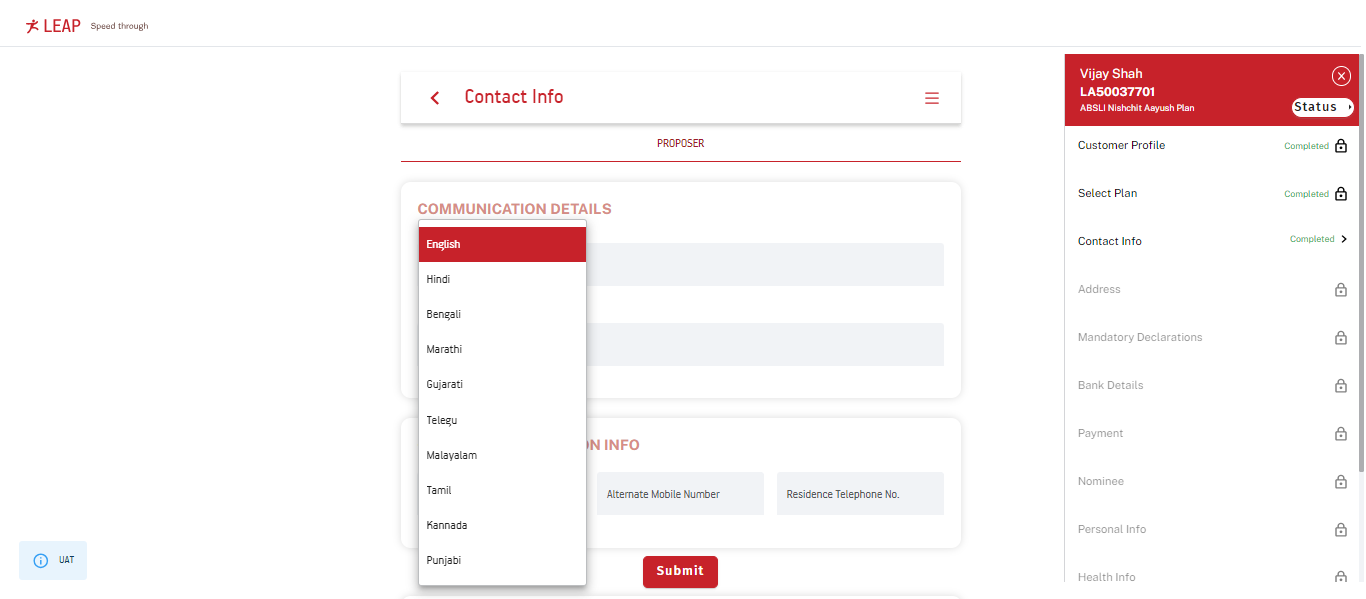 LEAP Speed through
Contact Info
PROPOSER
COMMUNICATION DETAILS
English
Hindi
Bengali
Marathi
Gujarati
Telegu
Malayalam
Tamil
Kannada
Punjabi
ON INFO
Alternate Mobile Number
Residence Telephone No.
Submit
UAT
Vijay Shah
LA50037701
ABSLI Nishchit Aayush Plan
Status
Customer Profile Completed
Select Plan Completed
Contact Info Completed
Address
Mandatory Declarations
Bank Details
Payment
Nominee
Personal Info
Health Info